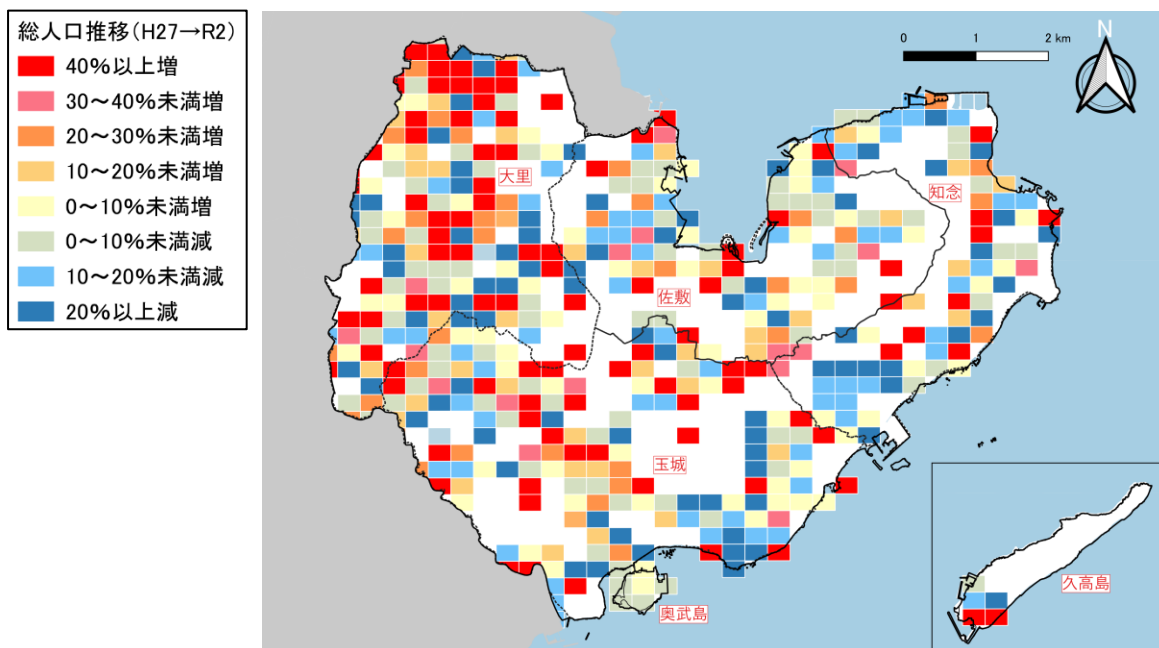 総人口推移(H27→R2)
40%以上増
30～40%未満増
20～30%未満増
10～20%未満増
0～10%未満増
0～10%未満減
10～20%未満減
20%以上減
0 1 2 km
N
大里
知念
佐敷
玉城
奥武島
久高島